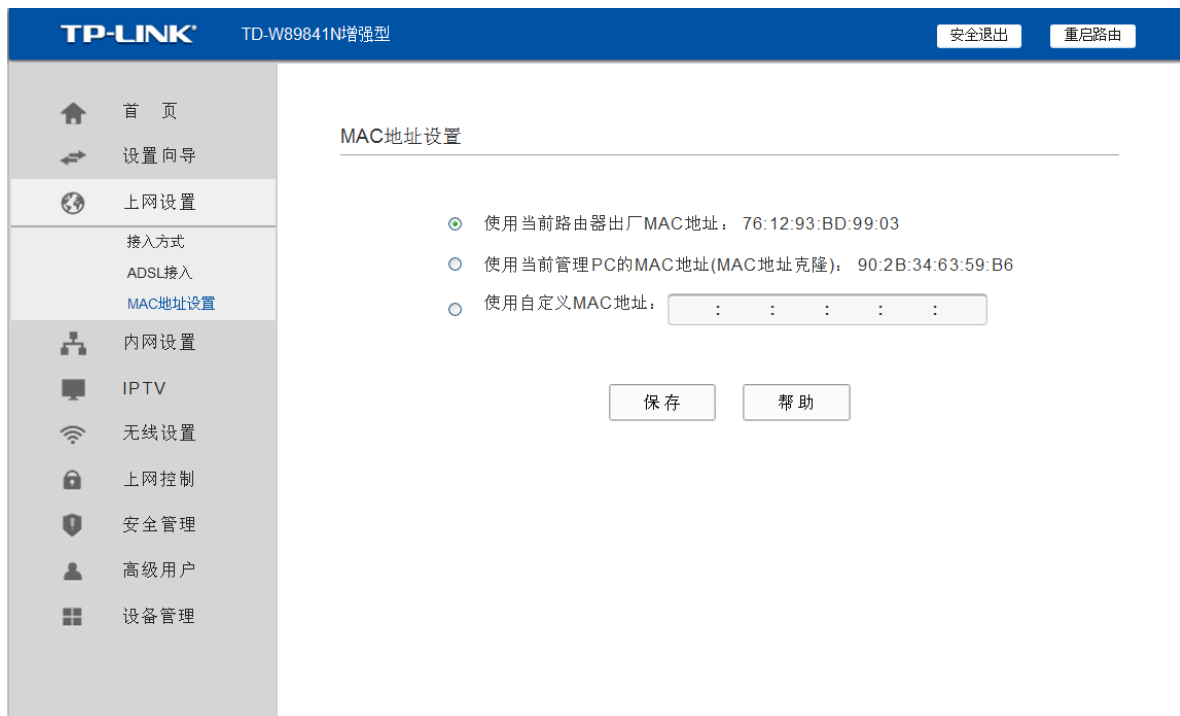 TP-LINK TD-W89841N增强型 安全退出 重启路由
首 页
设置向导
上网设置
接入方式
ADSL接入
MAC地址设置
内网设置
IPTV
无线设置
上网控制
安全管理
高级用户
设备管理
MAC地址设置
使用当前路由器出厂MAC地址: 76:12:93:BD:99:03
使用当前管理PC的MAC地址(MAC地址克隆): 90:2B:34:63:59:B6
使用自定义MAC地址: : : : : :
保存 帮助